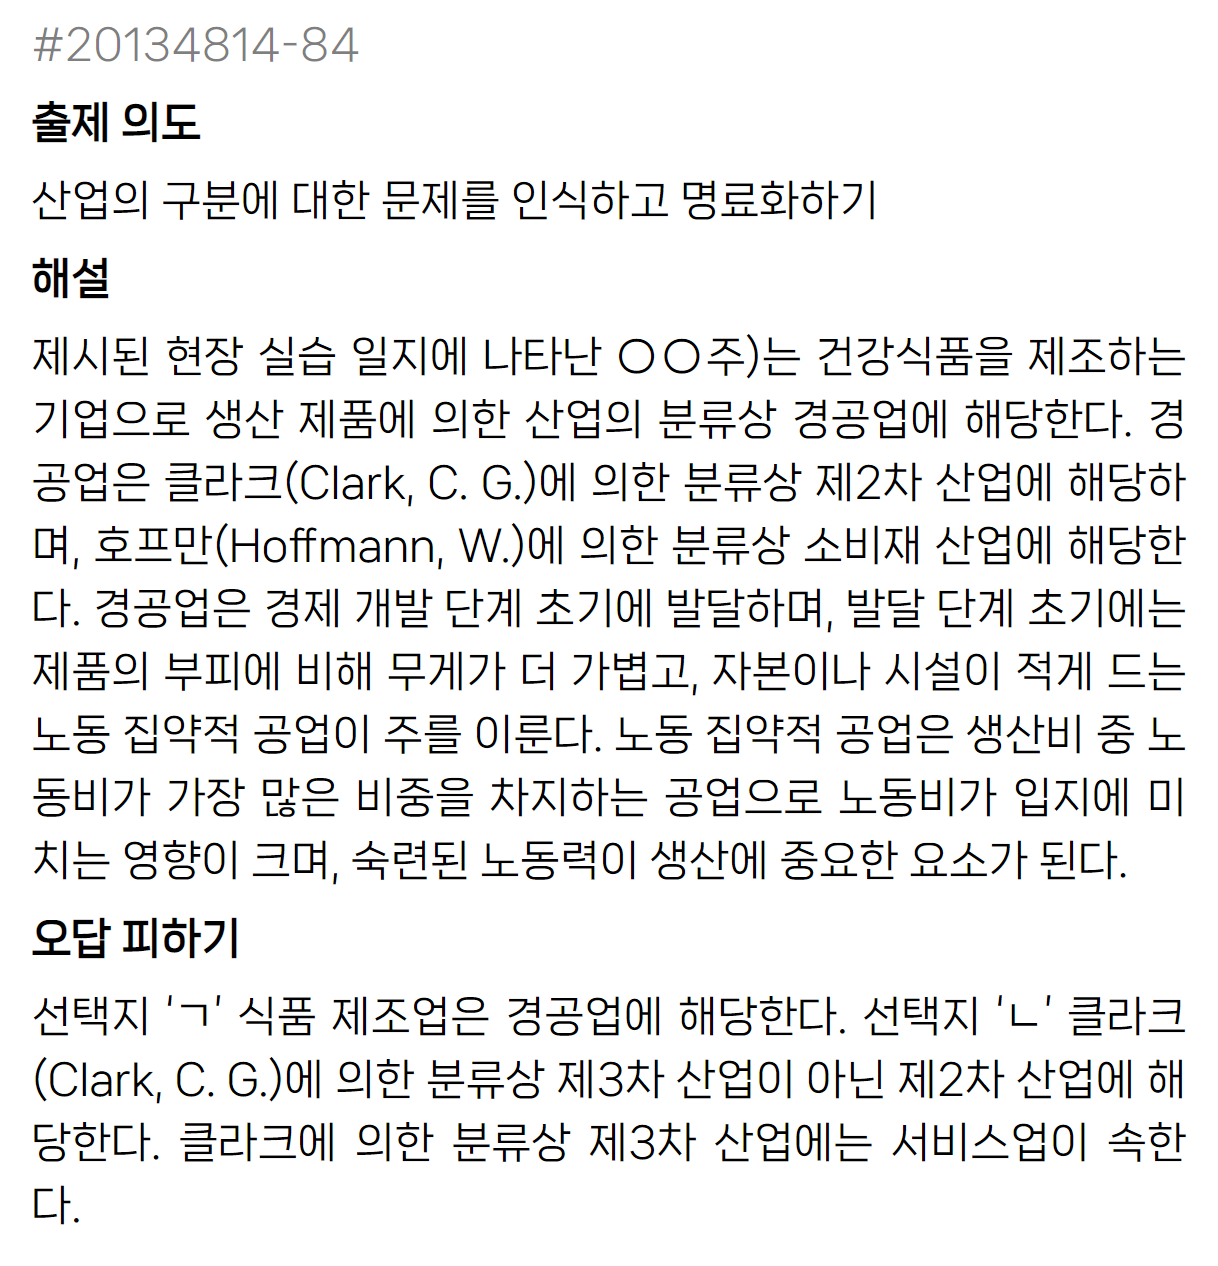 #20134814-84
출제 의도
산업의 구분에 대한 문제를 인식하고 명료화하기
해설
제시된 현장 실습 일지에 나타난 ○○주)는 건강식품을 제조하는
기업으로 생산 제품에 의한 산업의 분류상 경공업에 해당한다. 경
공업은 클라크(Clark, C. G.)에 의한 분류상 제2차 산업에 해당하
며, 호프만(Hoffmann, W.)에 의한 분류상 소비재 산업에 해당한
다. 경공업은 경제 개발 단계 초기에 발달하며, 발달 단계 초기에는
제품의 부피에 비해 무게가 더 가볍고, 자본이나 시설이 적게 드는
노동 집약적 공업이 주를 이룬다. 노동 집약적 공업은 생산비 중 노
동비가 가장 많은 비중을 차지하는 공업으로 노동비가 입지에 미
치는 영향이 크며, 숙련된 노동력이 생산에 중요한 요소가 된다.
오답 피하기
선택지 ‘ㄱ’ 식품 제조업은 경공업에 해당한다. 선택지 ‘ㄴ’ 클라크
(Clark, C. G.)에 의한 분류상 제3차 산업이 아닌 제2차 산업에 해
당한다. 클라크에 의한 분류상 제3차 산업에는 서비스업이 속한
다.